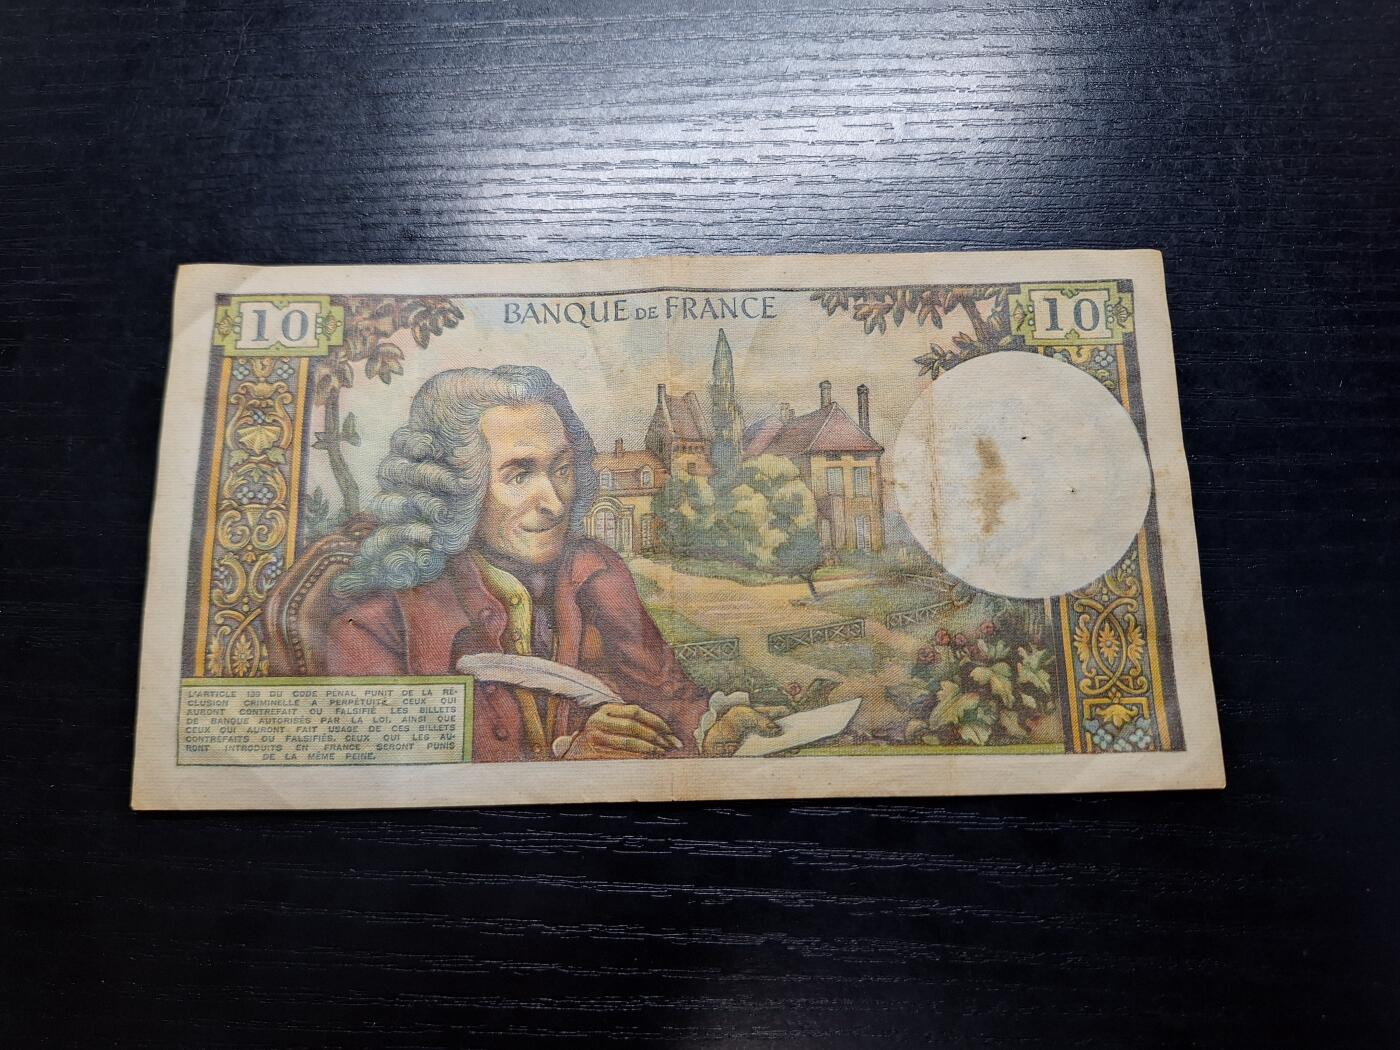 10
BANQUE DE FRANCE
10
L'ARTICLE 139 DU CODE PÉNAL PUNIT DE LA RÉ-
CLUSION CRIMINELLE A PERPÉTUITÉ CEUX QUI
AURONT CONTREFAIT OU FALSIFIÉ LES BILLETS
DE BANQUE AUTORISÉS PAR LA LOI, AINSI QUE
CEUX QUI AURONT FAIT USAGE DE CES BILLETS
CONTREFAITS OU FALSIFIÉS. CEUX QUI LES AU-
RONT INTRODUITS EN FRANCE SERONT PUNIS
DE LA MÊME PEINE.